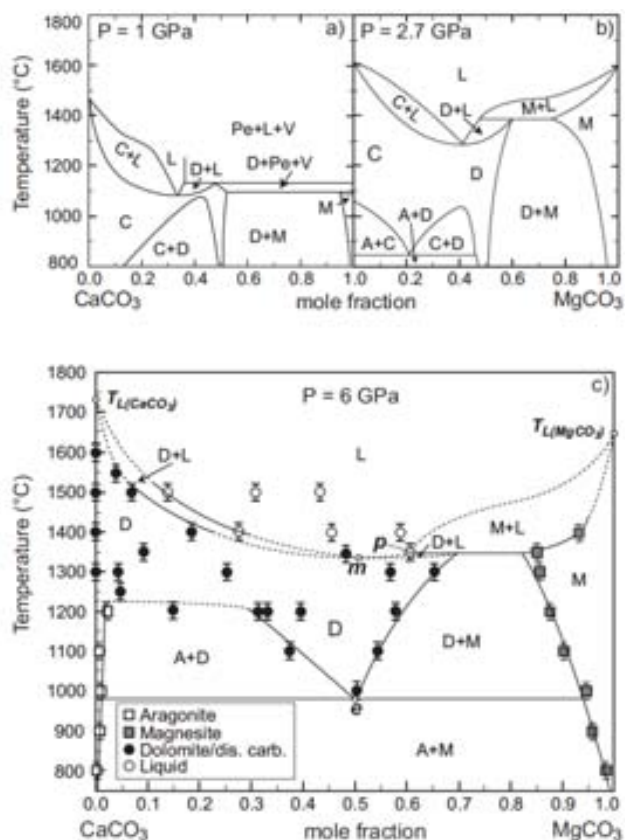 P = 1 GPa a)
P = 2.7 GPa b)
Temperature (°C)
1600
1400
1200
1000
800
C+L
L
D+L
Pe+L+V
D+Pe+V
M
C
C+D
D+M
L
C+L
D+L
M+L
M
C
D
A+D
A+C
C+D
D+M
0.0 0.2 0.4 0.6 0.8 1.0
0.0 0.2 0.4 0.6 0.8 1.0
CaCO3 mole fraction MgCO3
P = 6 GPa c)
Temperature (°C)
1800
1700
1600
1500
1400
1300
1200
1100
1000
900
800
TL(CaCO3)
TL(MgCO3)
D+L
L
D
p
m
D+L
M+L
M
D
A+D
D+M
e
A+M
Aragonite
Magnesite
Dolomite/dis. carb.
Liquid
0.0 0.1 0.2 0.3 0.4 0.5 0.6 0.7 0.8 0.9 1.0
CaCO3 mole fraction MgCO3